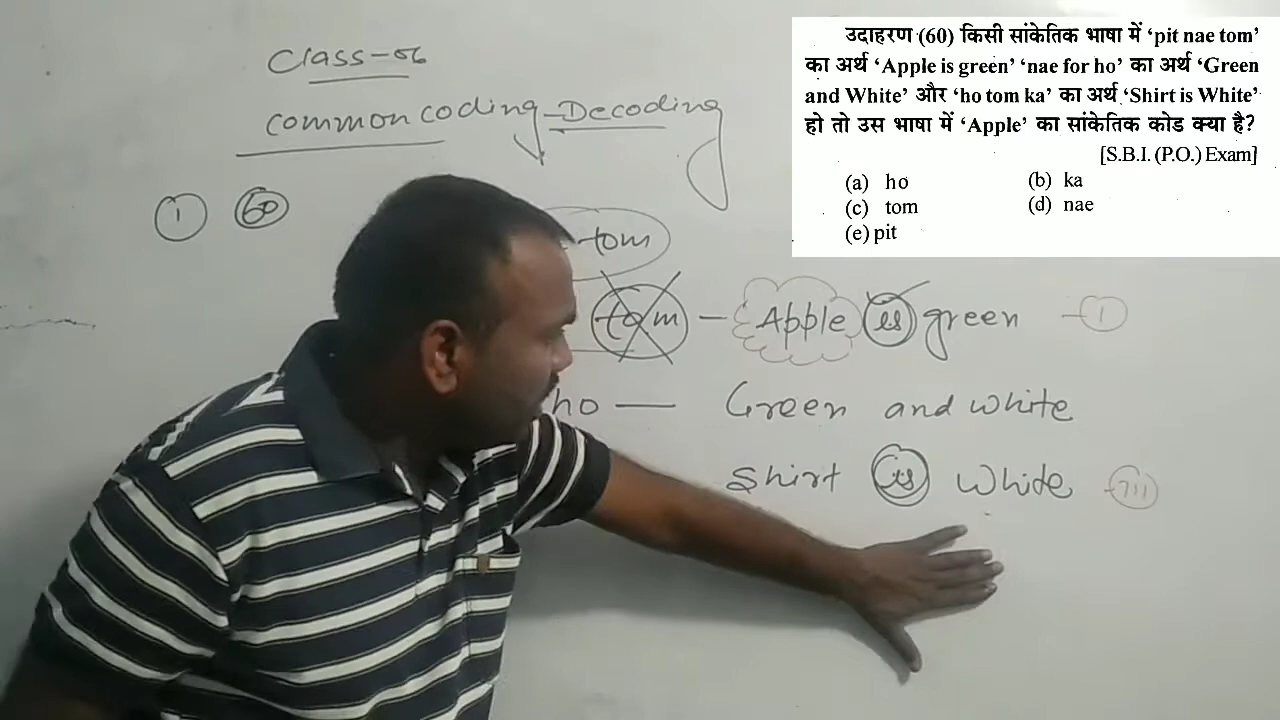 Class-06
common coding-Decoding
① 60
tom
tom — Apple is green - I
ho — Green and white
Shirt is White - III
उदाहरण (60) किसी सांकेतिक भाषा में ‘pit nae tom’
का अर्थ ‘Apple is green’ ‘nae for ho’ का अर्थ ‘Green
and White’ और ‘ho tom ka’ का अर्थ ‘Shirt is White’
हो तो उस भाषा में ‘Apple’ का सांकेतिक कोड क्या है?
[S.B.I. (P.O.) Exam]
(a) ho (b) ka
(c) tom (d) nae
(e) pit